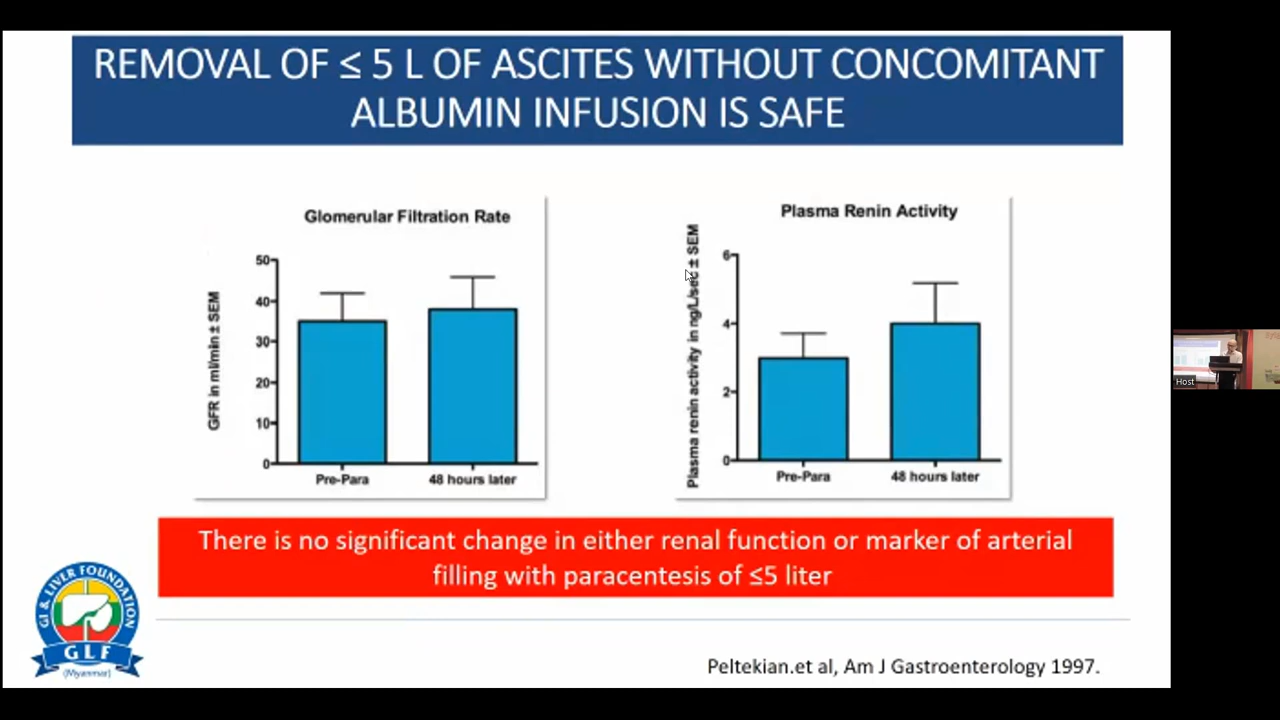 REMOVAL OF ≤ 5 L OF ASCITES WITHOUT CONCOMITANT
ALBUMIN INFUSION IS SAFE
Glomerular Filtration Rate
GFR in ml/min ± SEM
50
40
30
20
10
0
Pre-Para
48 hours later
Plasma Renin Activity
Plasma renin activity in ng/L/sec ± SEM
6
4
2
0
Pre-Para
48 hours later
There is no significant change in either renal function or marker of arterial
filling with paracentesis of ≤5 liter
GI & LIVER FOUNDATION
GLF
(Myanmar)
Peltekian.et al, Am J Gastroenterology 1997.
Host